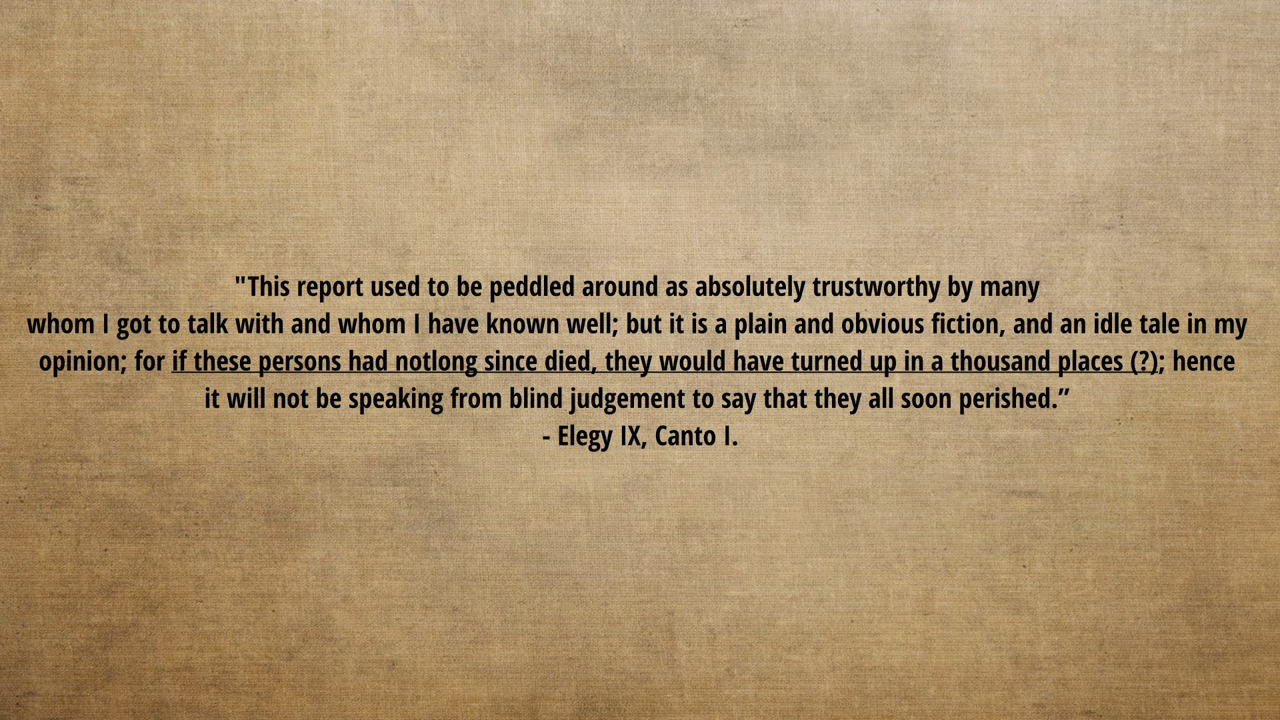 "This report used to be peddled around as absolutely trustworthy by many
whom I got to talk with and whom I have known well; but it is a plain and obvious fiction, and an idle tale in my
opinion; for if these persons had notlong since died, they would have turned up in a thousand places (?); hence
it will not be speaking from blind judgement to say that they all soon perished.”
- Elegy IX, Canto I.